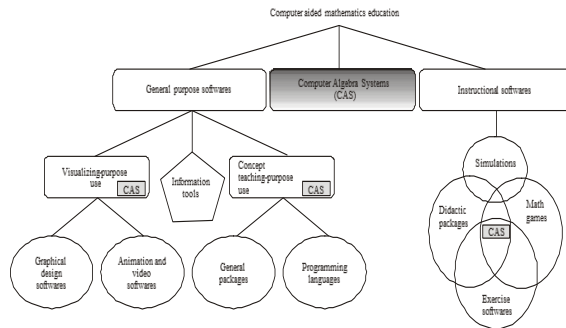 Computer aided mathematics education
General purpose softwares
Computer Algebra Systems
(CAS)
Instructional softwares
Visualizing-purpose
use
CAS
Information
tools
Concept
teaching-purpose
use
CAS
Simulations
Didactic
packages
Math
games
CAS
Exercise
softwares
Graphical
design
softwares
Animation and
video softwares
General
packages
Programming
languages